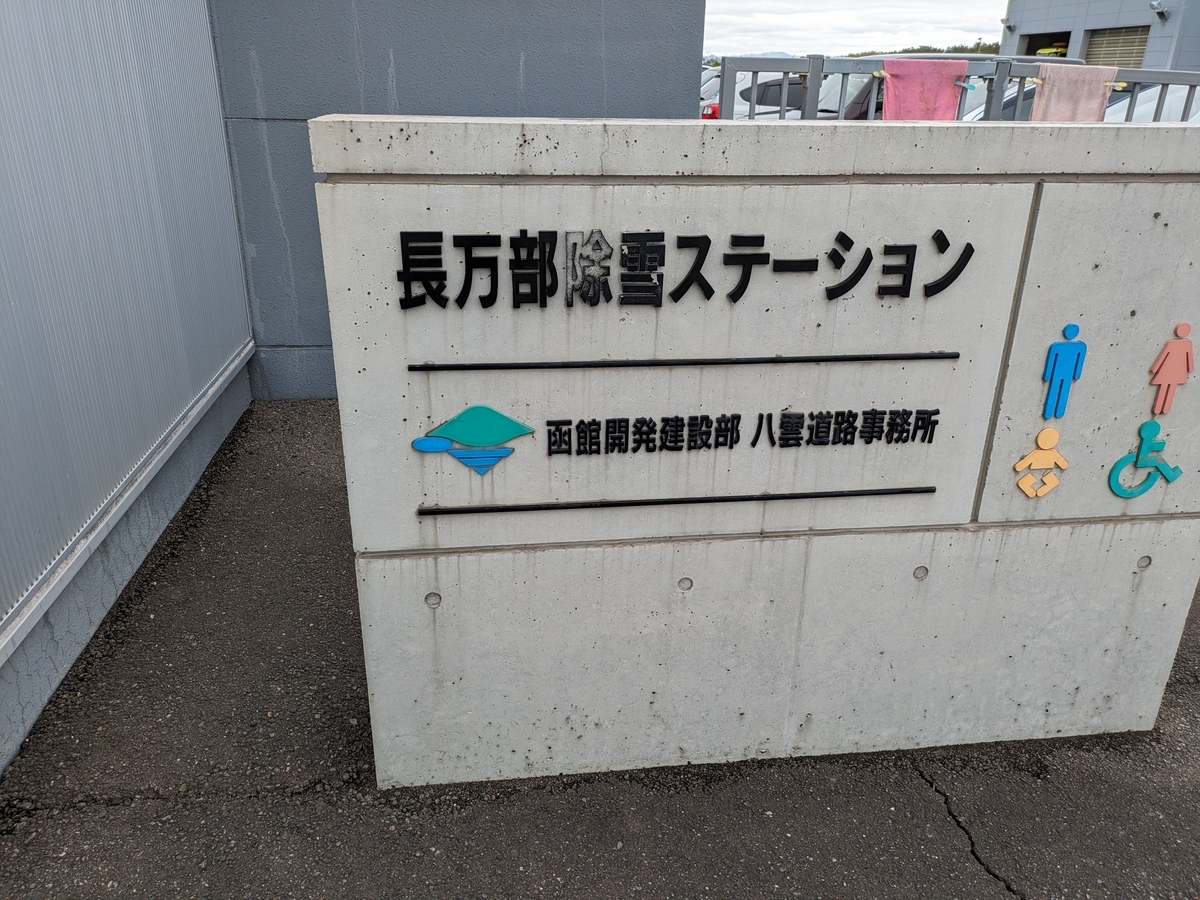 長万部除雪ステーション
函館開発建設部 八雲道路事務所